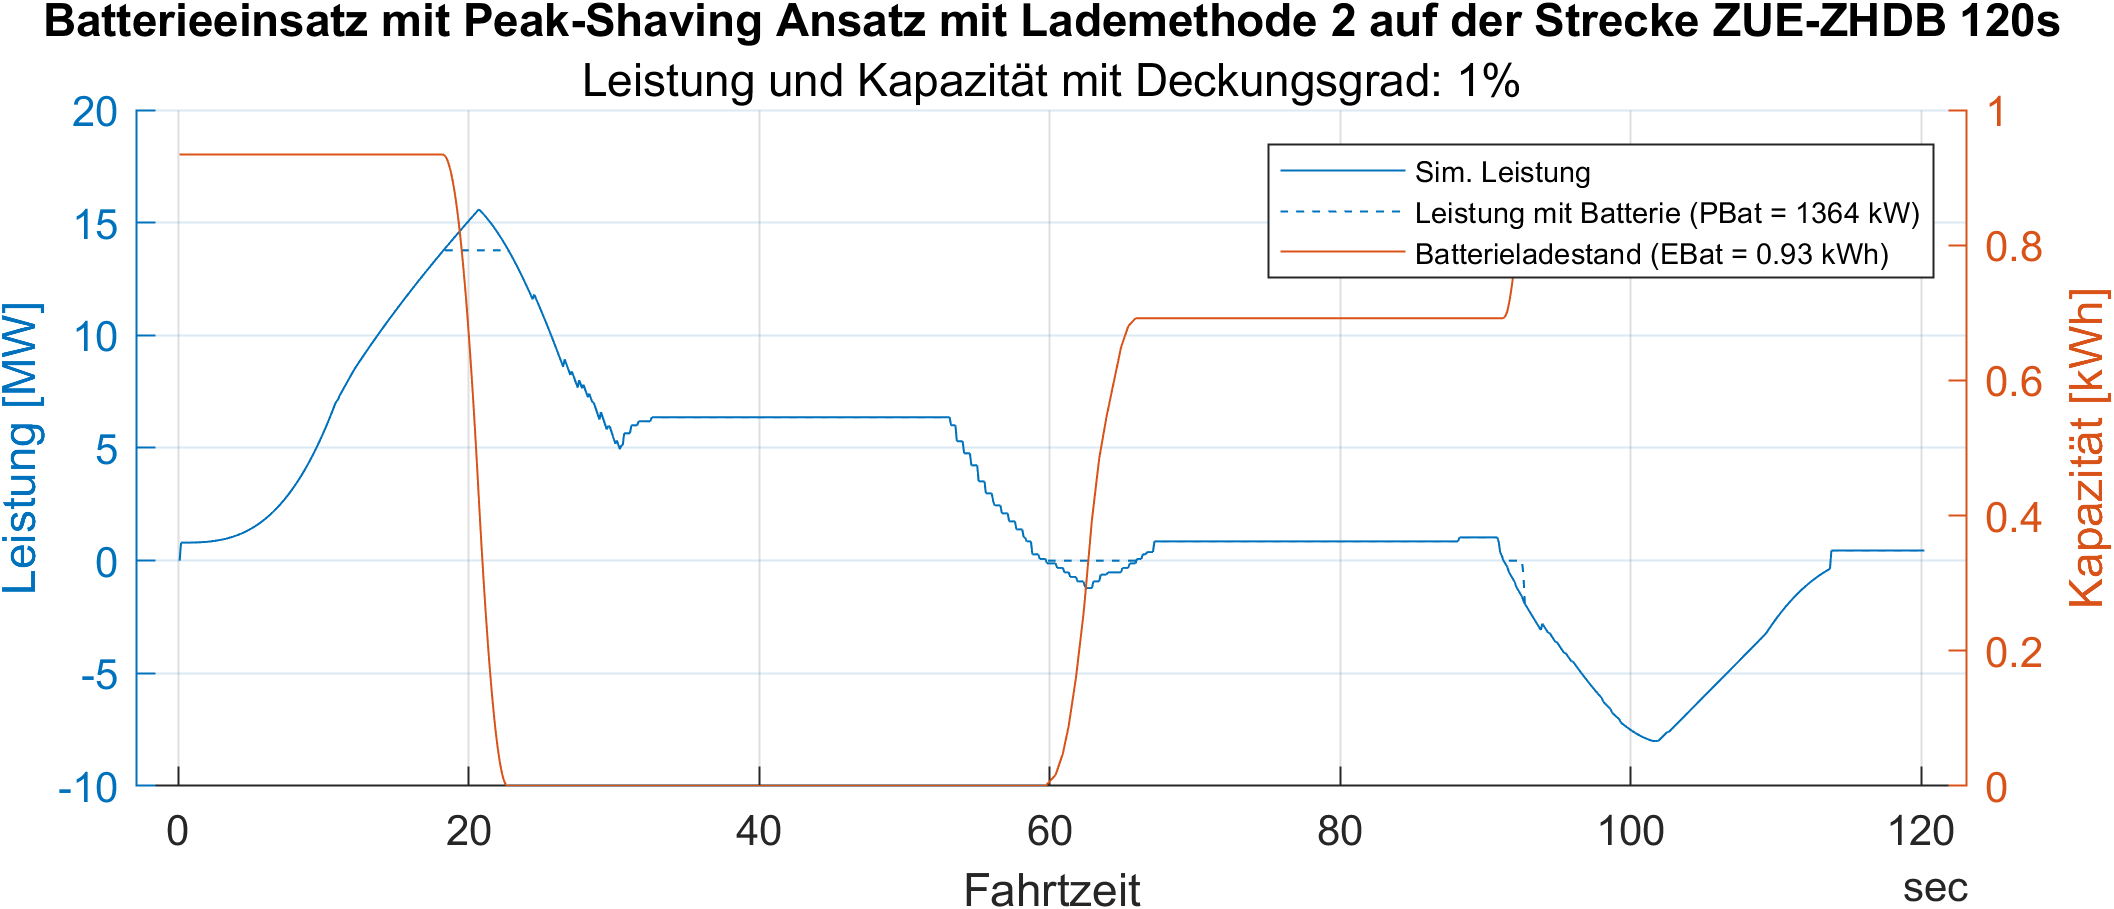 Batterieeinsatz mit Peak-Shaving Ansatz mit Lademethode 2 auf der Strecke ZUE-ZHDB 120s
Leistung und Kapazität mit Deckungsgrad: 1%
Leistung [MW]
20
15
10
5
0
-5
-10
Sim. Leistung
Leistung mit Batterie (PBat = 1364 kW)
Batterieladestand (EBat = 0.93 kWh)
1
0.8
0.6
0.4
0.2
0
Kapazität [kWh]
0 20 40 60 80 100 120
Fahrtzeit
sec